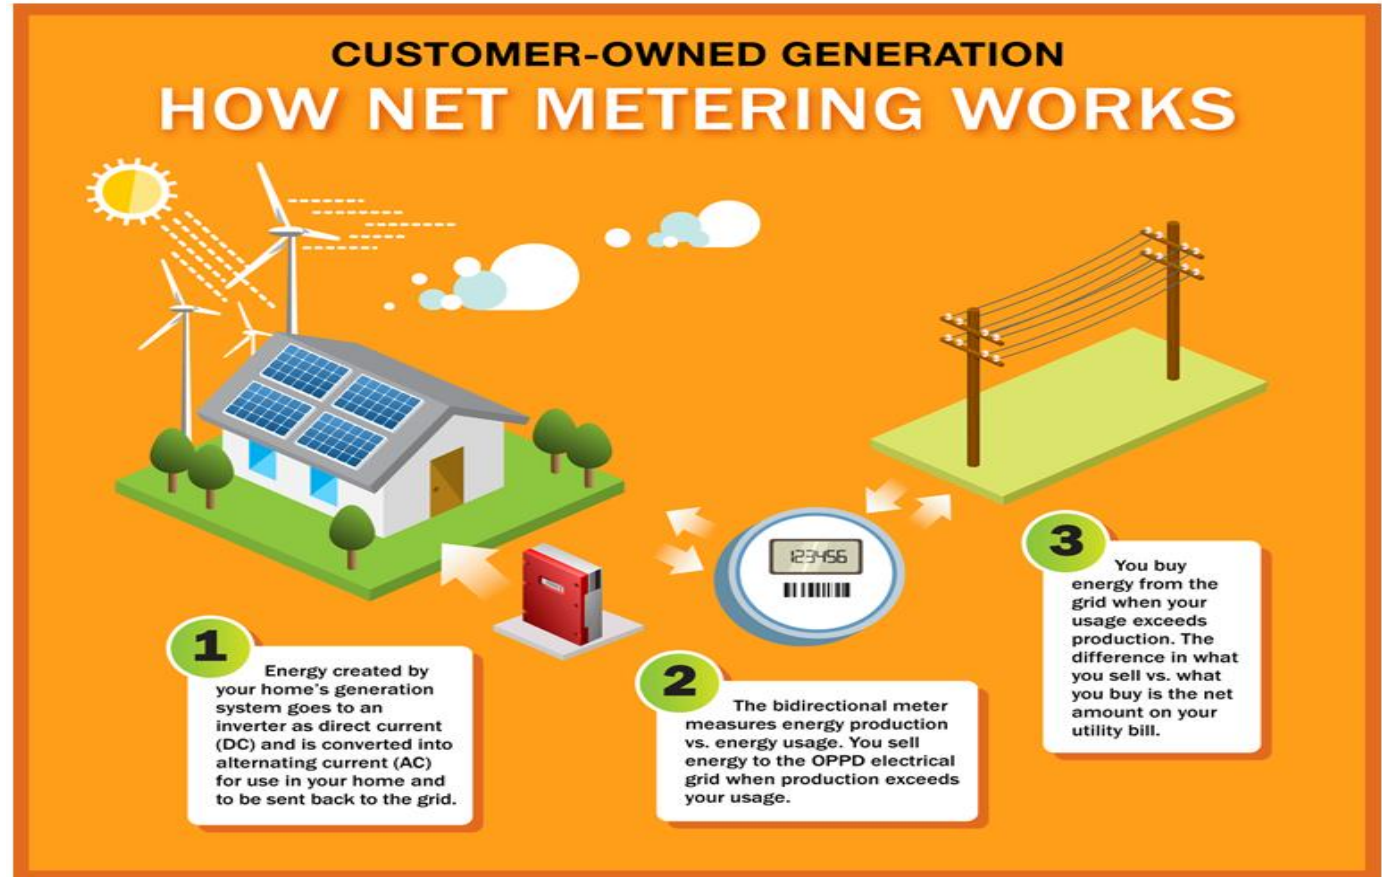 CUSTOMER-OWNED GENERATION
HOW NET METERING WORKS
123456
1
Energy created by
your home's generation
system goes to an
inverter as direct current
(DC) and is converted into
alternating current (AC)
for use in your home and
to be sent back to the grid.
2
The bidirectional meter
measures energy production
vs. energy usage. You sell
energy to the OPPD electrical
grid when production exceeds
your usage.
3
You buy
energy from the
grid when your
usage exceeds
production. The
difference in what
you sell vs. what
you buy is the net
amount on your
utility bill.